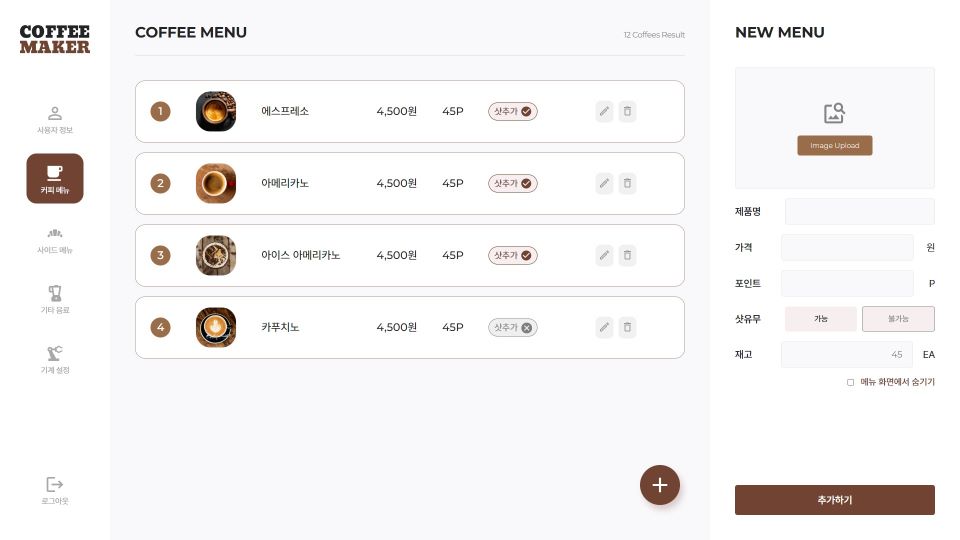 COFFEE
MAKER
사용자 정보
커피 메뉴
사이드 메뉴
기타 음료
기계 설정
로그아웃
COFFEE MENU
12 Coffees Result
1 에스프레소 4,500원 45P 샷추가
2 아메리카노 4,500원 45P 샷추가
3 아이스 아메리카노 4,500원 45P 샷추가
4 카푸치노 4,500원 45P 샷추가
NEW MENU
Image Upload
제품명
가격 원
포인트 P
샷유무 가능 불가능
재고 45 EA
메뉴 화면에서 숨기기
추가하기